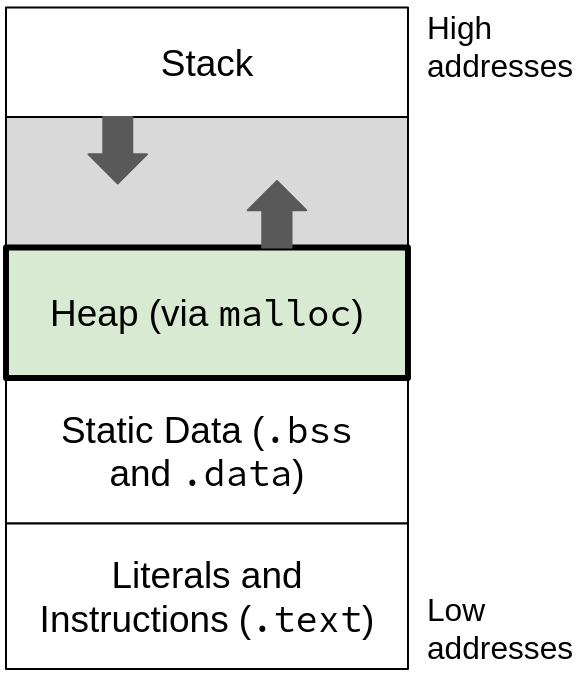 Stack
High
addresses
Heap (via malloc)
Static Data (.bss
and .data)
Literals and
Instructions (.text)
Low
addresses